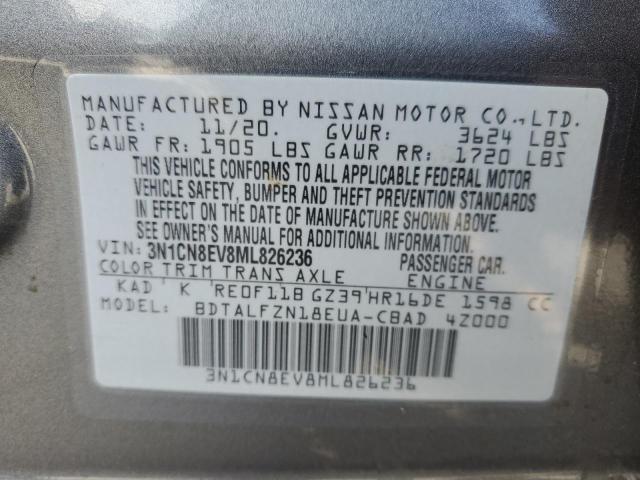 MANUFACTURED BY NISSAN MOTOR CO., LTD.
DATE: 11/20. GVWR: 3624 LBS
GAWR FR: 1905 LBS GAWR RR: 1720 LBS
THIS VEHICLE CONFORMS TO ALL APPLICABLE FEDERAL MOTOR
VEHICLE SAFETY, BUMPER AND THEFT PREVENTION STANDARDS
IN EFFECT ON THE DATE OF MANUFACTURE SHOWN ABOVE.
SEE OWNER'S MANUAL FOR ADDITIONAL INFORMATION.
VIN: 3N1CN8EV8ML826236 PASSENGER CAR.
COLOR TRIM TRANS AXLE ENGINE
KAD K RE0F11B GZ39 HR16DE 1598 CC
MODEL: BDTALFZN18EUA-CBAD 4Z000
3N1CN8EV8ML826236